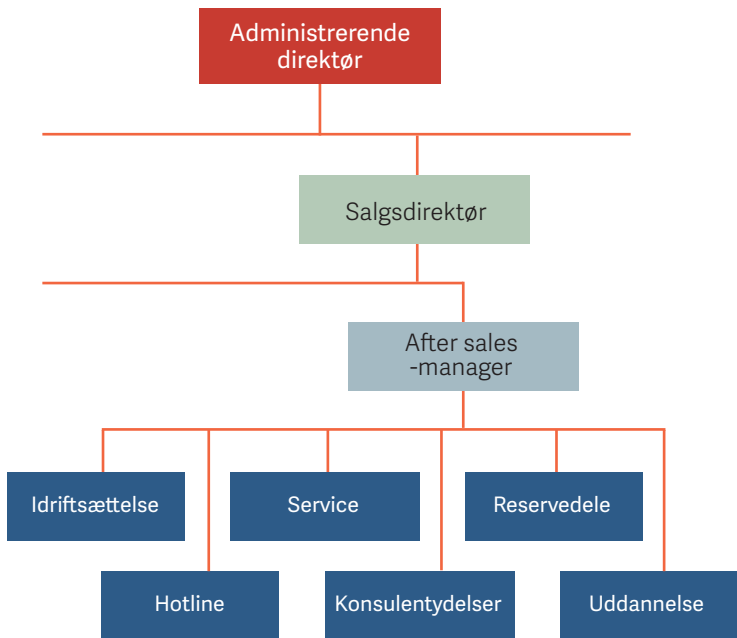 Administrerende
direktør
Salgsdirektør
After sales
-manager
Idriftsættelse
Service
Reservedele
Hotline
Konsulentydelser
Uddannelse